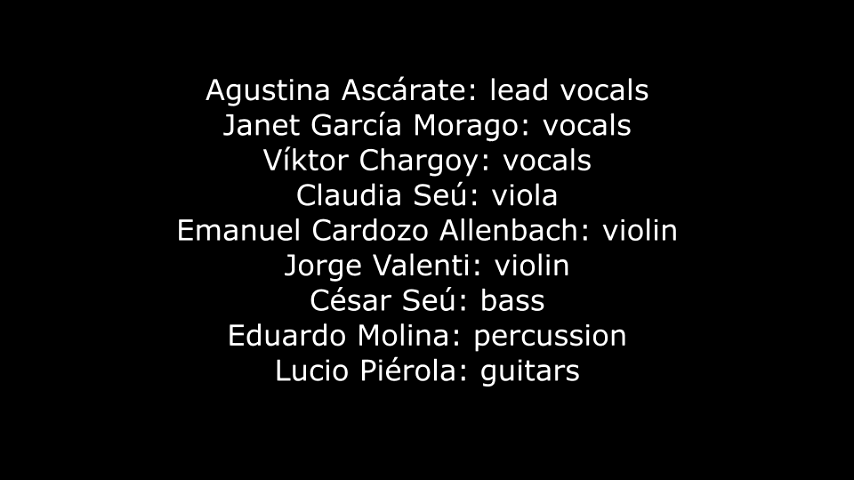 Agustina Ascárate: lead vocals
Janet García Morago: vocals
Víktor Chargoy: vocals
Claudia Seú: viola
Emanuel Cardozo Allenbach: violin
Jorge Valenti: violin
César Seú: bass
Eduardo Molina: percussion
Lucio Piérola: guitars